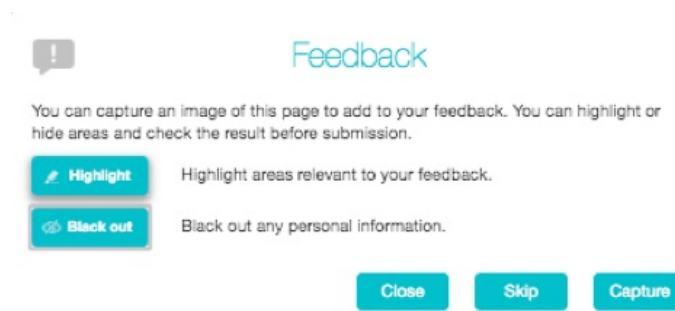 Feedback
You can capture an image of this page to add to your feedback. You can highlight or
hide areas and check the result before submission.
Highlight
Highlight areas relevant to your feedback.
Black out
Black out any personal information.
Close
Skip
Capture